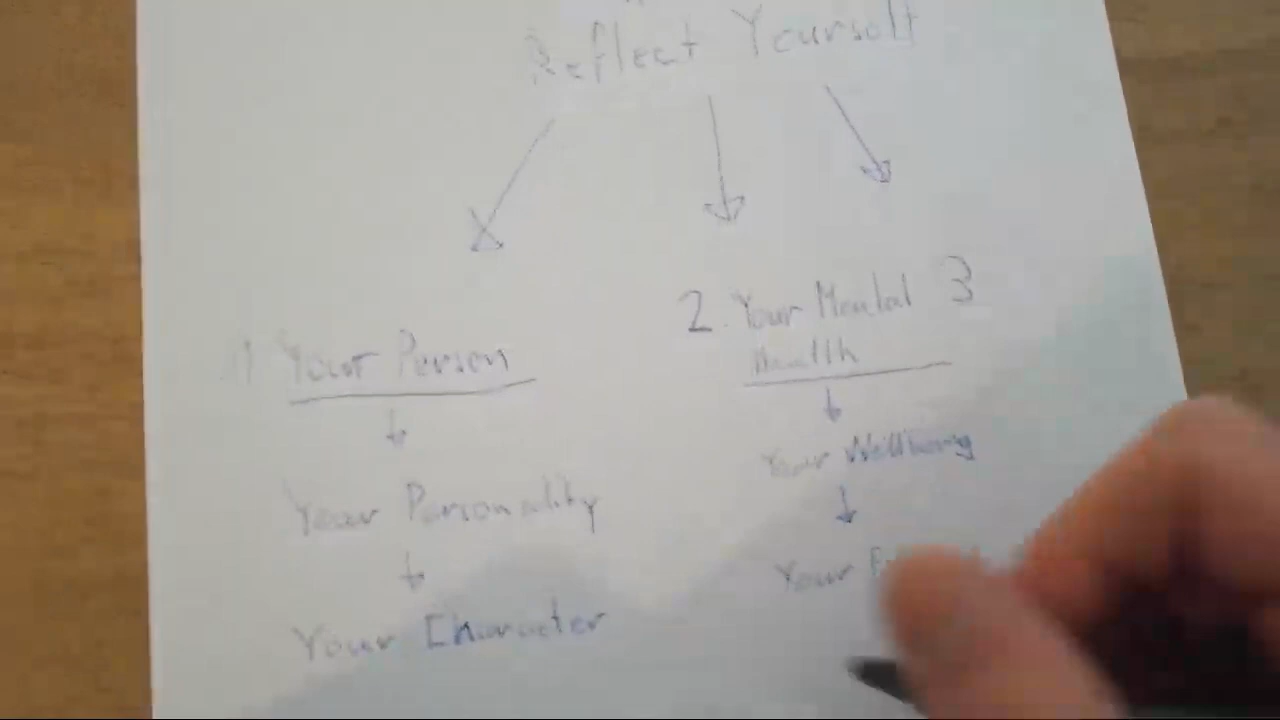 Reflect Yourself
1 Your Person
Your Personality
Your Character
2. Your Mental
Health
Your Wellbeing
Your
3